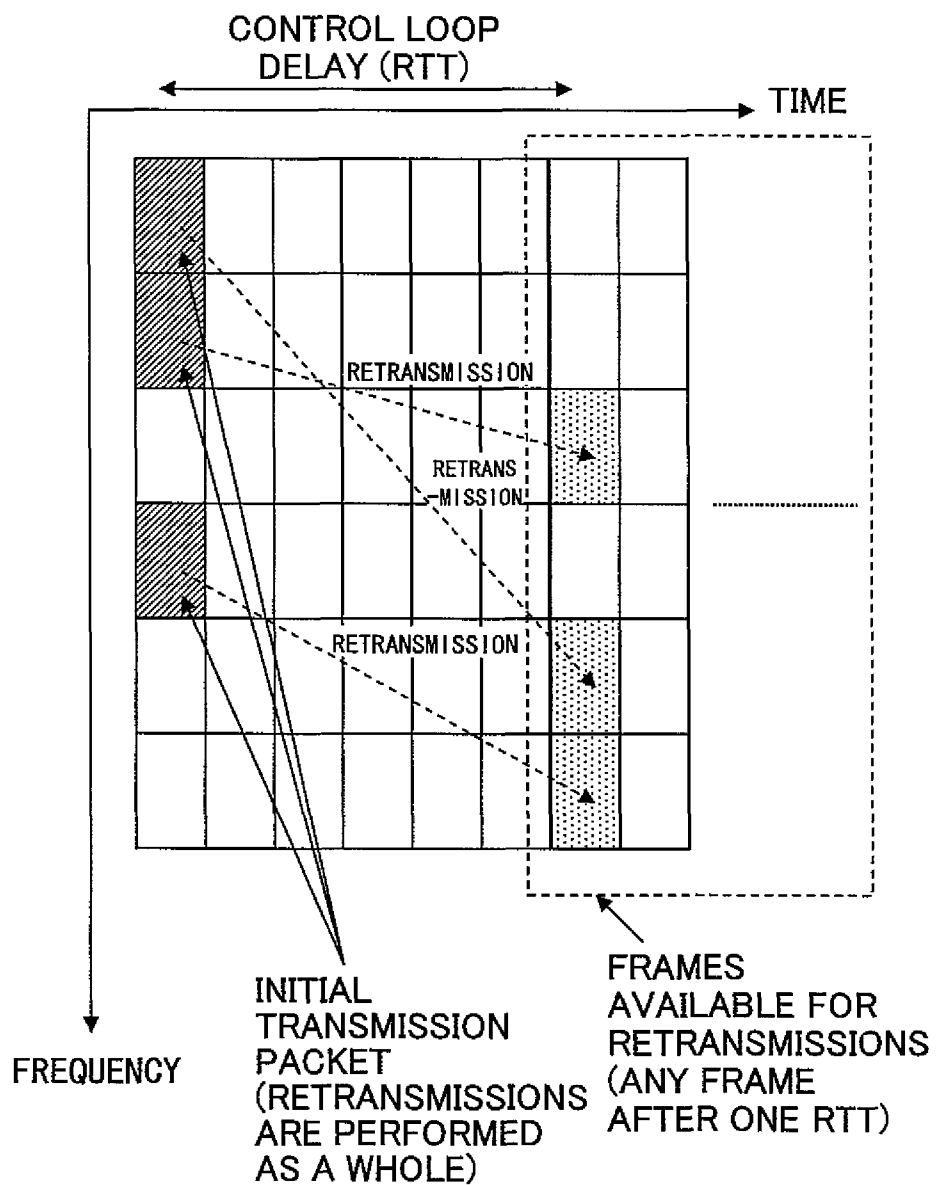 CONTROL LOOP
DELAY (RTT)
TIME
RETRANSMISSION
RETRANS
-MISSION
RETRANSMISSION
INITIAL
TRANSMISSION
PACKET
(RETRANSMISSIONS
ARE PERFORMED
AS A WHOLE)
FRAMES
AVAILABLE FOR
RETRANSMISSIONS
(ANY FRAME
AFTER ONE RTT)
FREQUENCY